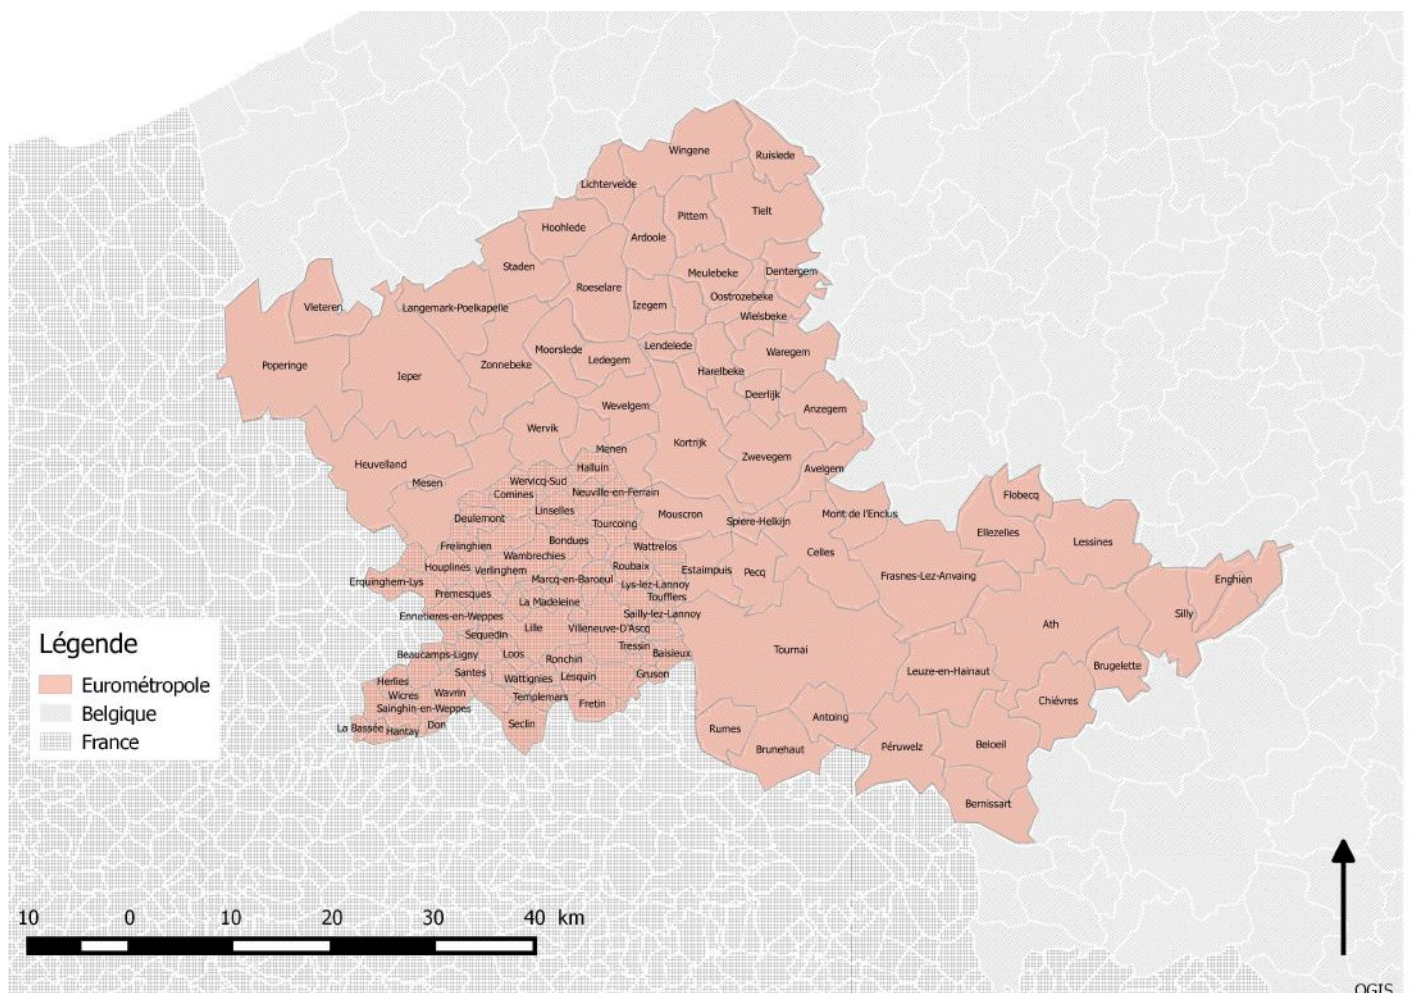 Wingene
Ruislede
Lichtervelde
Pittem
Tielt
Hoohlede
Ardoole
Staden
Meulebeke
Dentergem
Roeselare
Oostrozebeke
Vleteren
Langemark-Poelkapelle
Izegem
Wielsbeke
Moorslede
Lendelede
Waregem
Poperinge
Ieper
Zonnebeke
Ledegem
Harelbeke
Deerlijk
Wevelgem
Anzegem
Wervik
Kortrijk
Menen
Zwevegem
Heuvelland
Halluin
Avelgem
Mesen
Wervicq-Sud
Comines
Neuville-en-Ferrain
Flobecq
Linselles
Mouscron
Mont de l'Enclus
Deulemont
Tourcoing
Spiere-Helkijn
Ellezelles
Bondues
Lessines
Frelinghien
Wattrelos
Wambrechies
Celles
Houplines
Verlinghem
Roubaix
Estaimpuis
Pecq
Frasnes-Lez-Anvaing
Enghien
Erquinghem-Lys
Marcq-en-Baroeul
Lys-lez-Lannoy
Premesques
Toufflers
La Madeleine
Ennetieres-en-Weppes
Sailly-lez-Lannoy
Silly
Sequedin
Lille
Villeneuve-D'Ascq
Ath
Tressin
Tournai
Beaucamps-Ligny
Loos
Ronchin
Baisieux
Santes
Wattignies
Lesquin
Gruson
Leuze-en-Hainaut
Brugelette
Herlies
Wicres
Wavrin
Templemars
Fretin
Chiévres
Sainghin-en-Weppes
La Bassée
Hantay
Don
Seclin
Rumes
Antoing
Brunehaut
Péruwelz
Beloeil
Bernissart
Légende
Eurométropole
Belgique
France
10 0 10 20 30 40 km
QGIS